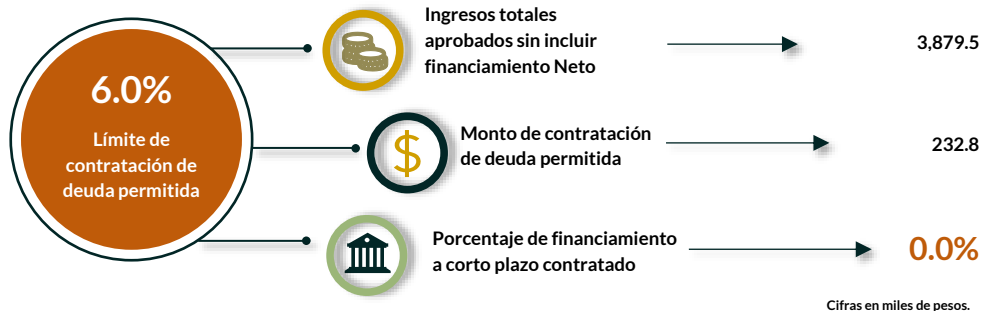 6.0%
Límite de
contratación de
deuda permitida
Ingresos totales
aprobados sin incluir
financiamiento Neto
3,879.5
$
Monto de contratación
de deuda permitida
232.8
Porcentaje de financiamiento
a corto plazo contratado
0.0%
Cifras en miles de pesos.